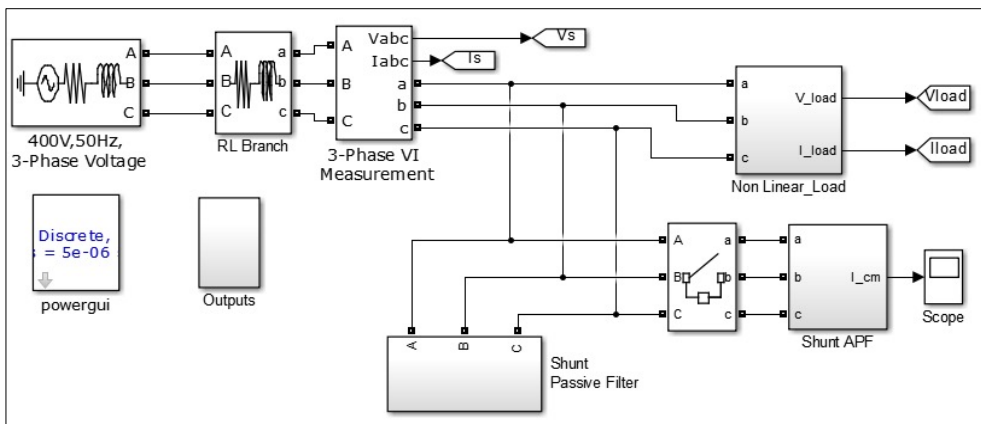 A
B
C
400V,50Hz,
3-Phase Voltage
A
B
C
a
b
c
RL Branch
A
B
C
Vabc
Iabc
a
b
c
3-Phase VI
Measurement
Vs
Is
a
b
c
V_load
I_load
Non Linear_Load
Vload
Iload
Discrete,
s = 5e-06 s
powergui
Outputs
A
B
C
Shunt
Passive Filter
A
B
C
a
b
c
a
b
c
I_cm
Shunt APF
Scope